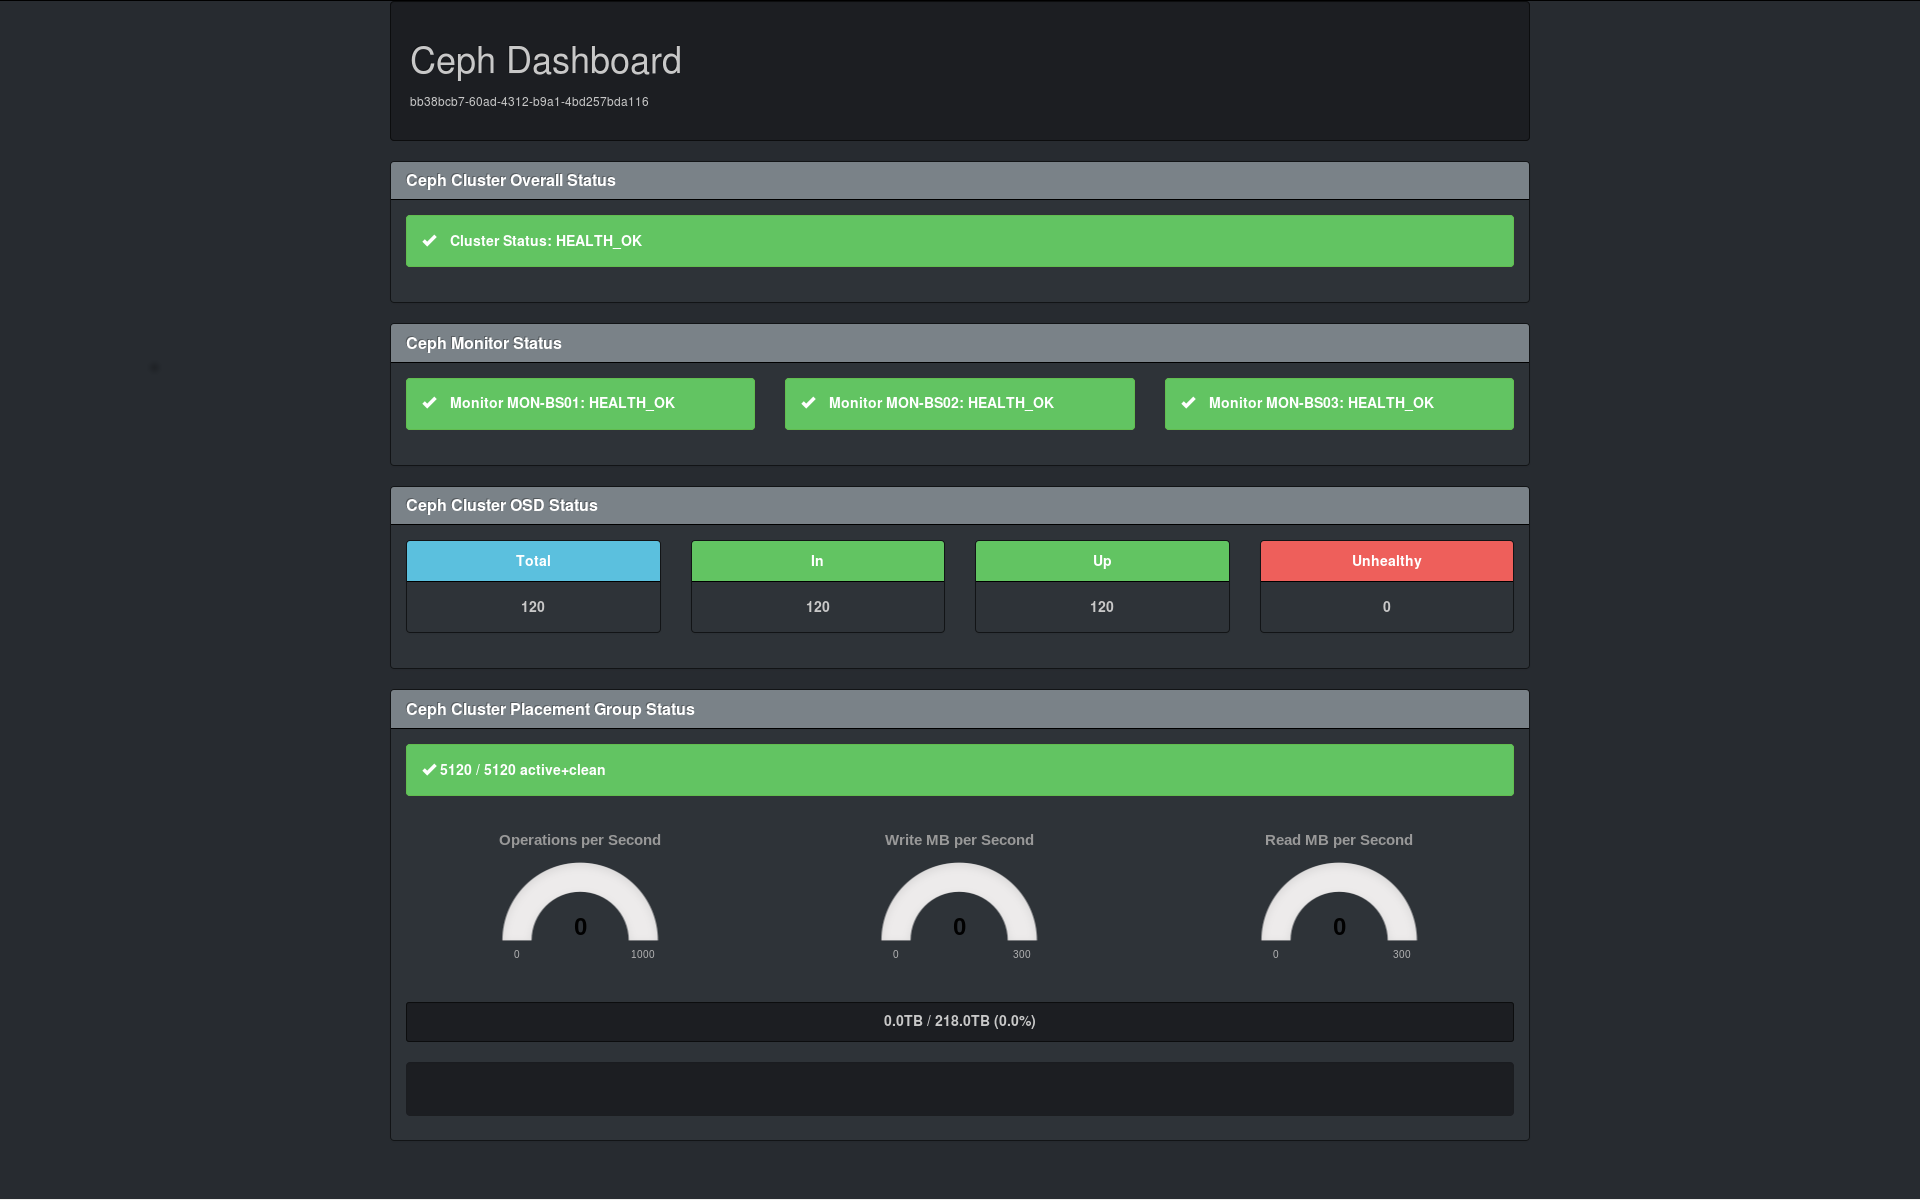 Ceph Dashboard
bb38bcb7-60ad-4312-b9a1-4bd257bda116
Ceph Cluster Overall Status
Cluster Status: HEALTH_OK
Ceph Monitor Status
Monitor MON-BS01: HEALTH_OK
Monitor MON-BS02: HEALTH_OK
Monitor MON-BS03: HEALTH_OK
Ceph Cluster OSD Status
Total
120
In
120
Up
120
Unhealthy
0
Ceph Cluster Placement Group Status
5120 / 5120 active+clean
Operations per Second
0
0 1000
Write MB per Second
0
0 300
Read MB per Second
0
0 300
0.0TB / 218.0TB (0.0%)